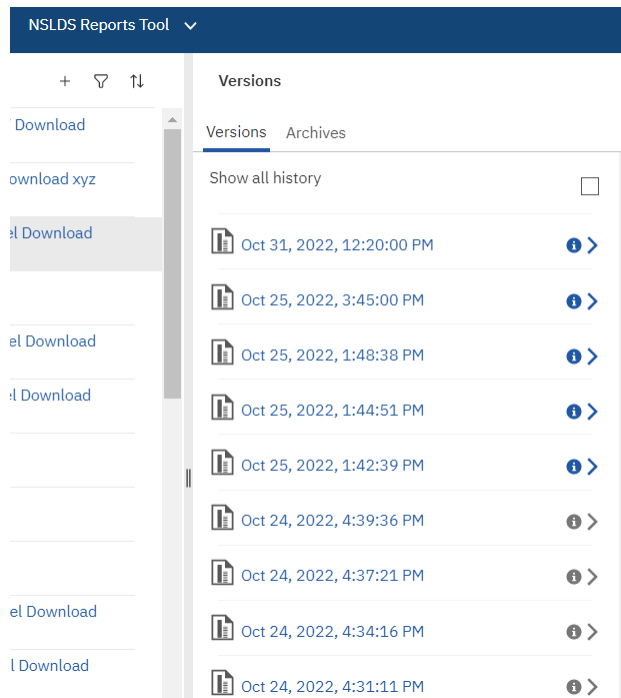 NSLDS Reports Tool
Download
ownload xyz
el Download
el Download
el Download
el Download
l Download
Versions
Versions Archives
Show all history
Oct 31, 2022, 12:20:00 PM
Oct 25, 2022, 3:45:00 PM
Oct 25, 2022, 1:48:38 PM
Oct 25, 2022, 1:44:51 PM
Oct 25, 2022, 1:42:39 PM
Oct 24, 2022, 4:39:36 PM
Oct 24, 2022, 4:37:21 PM
Oct 24, 2022, 4:34:16 PM
Oct 24, 2022, 4:31:11 PM